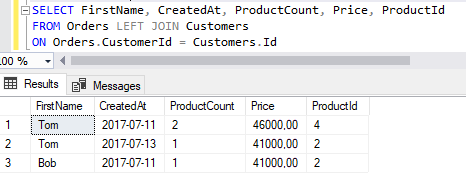 SELECT FirstName, CreatedAt, ProductCount, Price, ProductId
FROM Orders LEFT JOIN Customers
ON Orders.CustomerId = Customers.Id
00 %
Results Messages
FirstName CreatedAt ProductCount Price ProductId
1 Tom 2017-07-11 2 46000,00 4
2 Tom 2017-07-13 1 41000,00 2
3 Bob 2017-07-11 1 41000,00 2